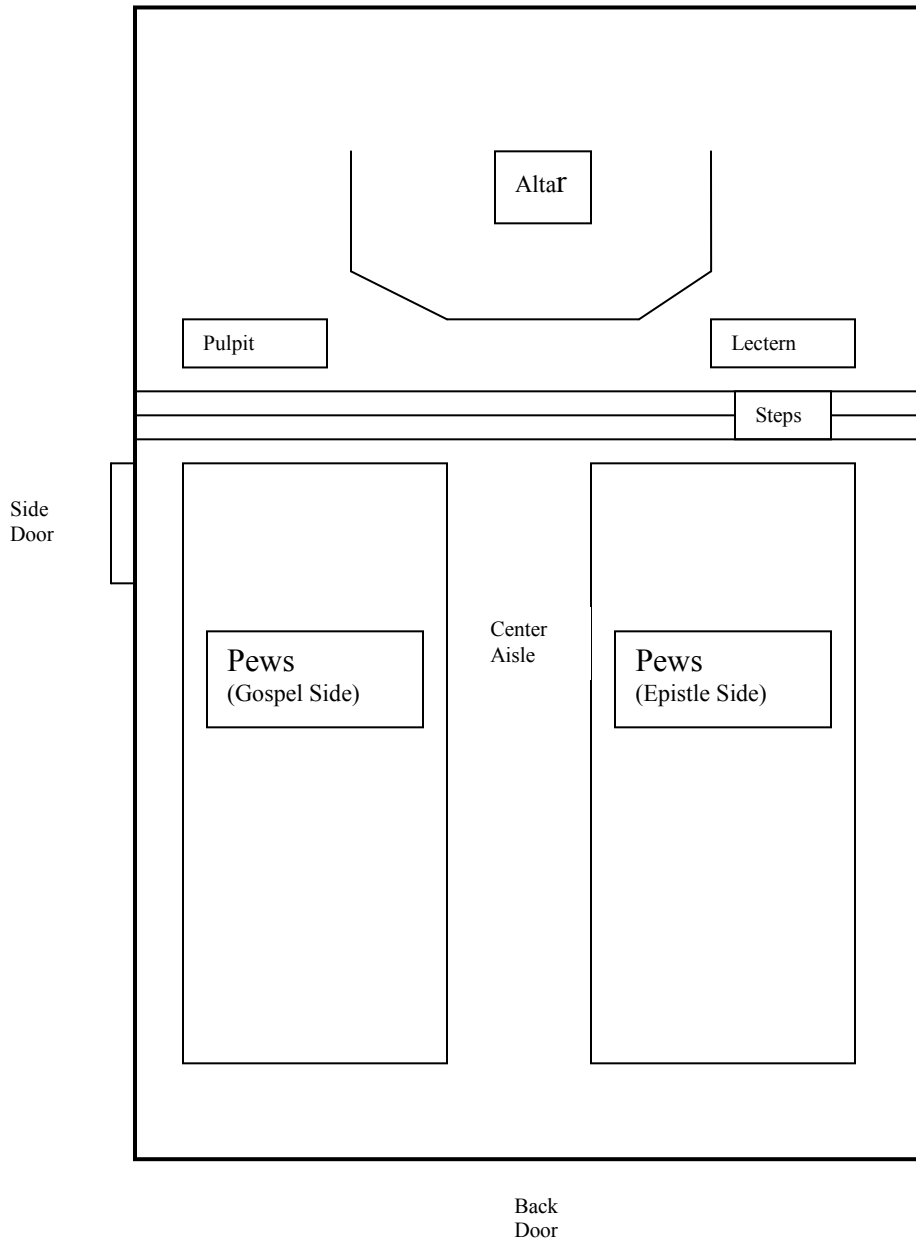 Altar
Pulpit
Lectern
Steps
Side
Door
Center
Aisle
Pews
(Gospel Side)
Pews
(Epistle Side)
Back
Door